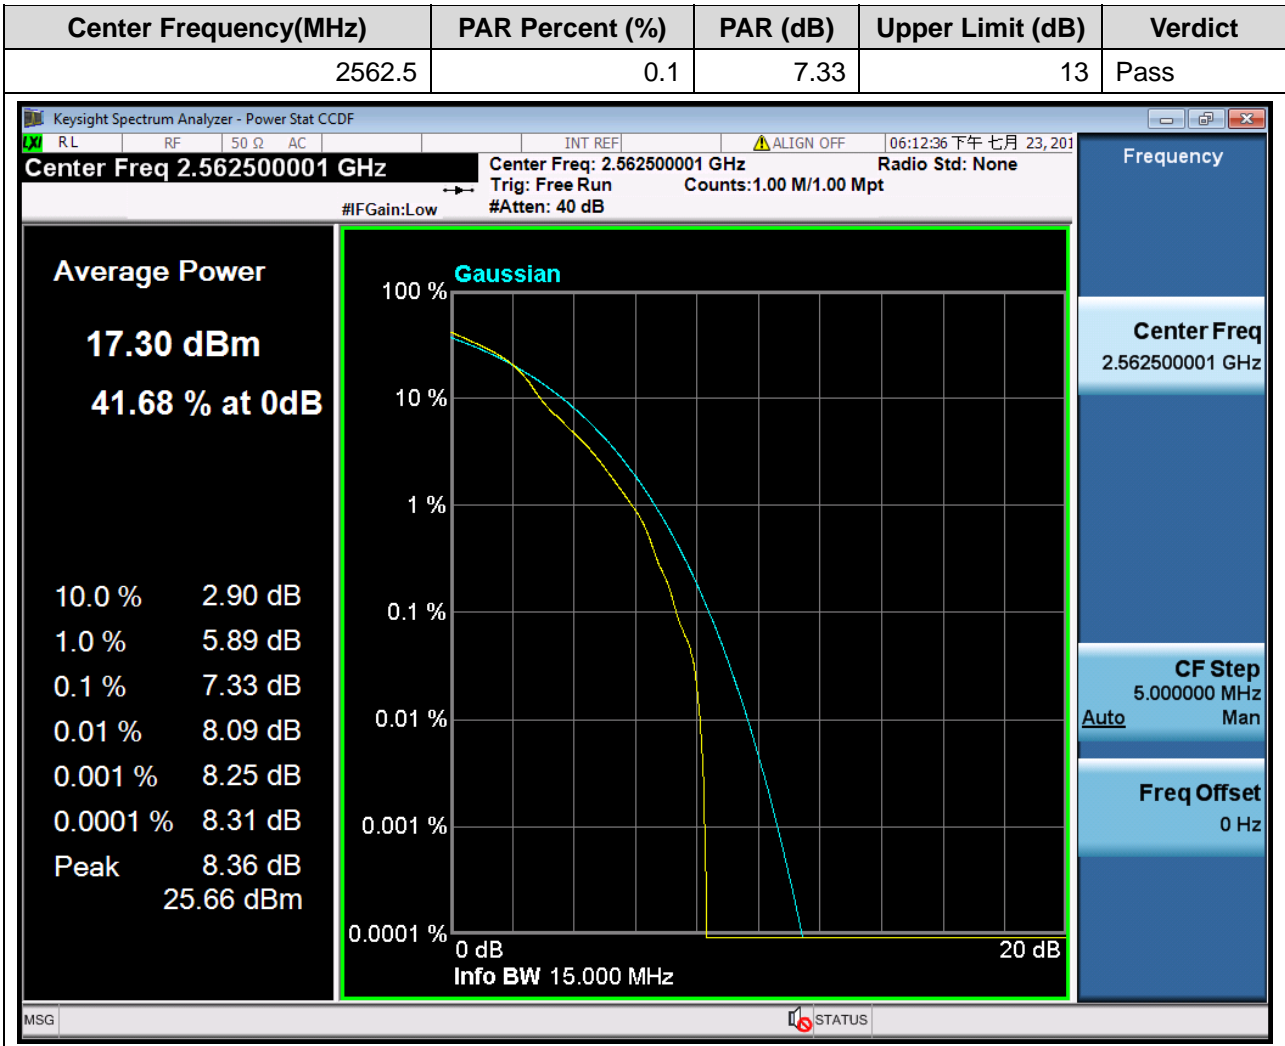 Center Frequency(MHz) PAR Percent (%) PAR (dB) Upper Limit (dB) Verdict
2562.5 0.1 7.33 13 Pass
Keysight Spectrum Analyzer - Power Stat CCDF
LXI RL RF 50 Ω AC INT REF ALIGN OFF 06:12:36 下午 七月 23, 201
Center Freq 2.562500001 GHz
#IFGain:Low
Center Freq: 2.562500001 GHz Radio Std: None
Trig: Free Run Counts:1.00 M/1.00 Mpt
#Atten: 40 dB
Average Power
17.30 dBm
41.68 % at 0dB
10.0 % 2.90 dB
1.0 % 5.89 dB
0.1 % 7.33 dB
0.01 % 8.09 dB
0.001 % 8.25 dB
0.0001 % 8.31 dB
Peak 8.36 dB
25.66 dBm
Gaussian
100 %
10 %
1 %
0.1 %
0.01 %
0.001 %
0.0001 %
0 dB 20 dB
Info BW 15.000 MHz
Frequency
Center Freq
2.562500001 GHz
CF Step
5.000000 MHz
Auto Man
Freq Offset
0 Hz
MSG STATUS